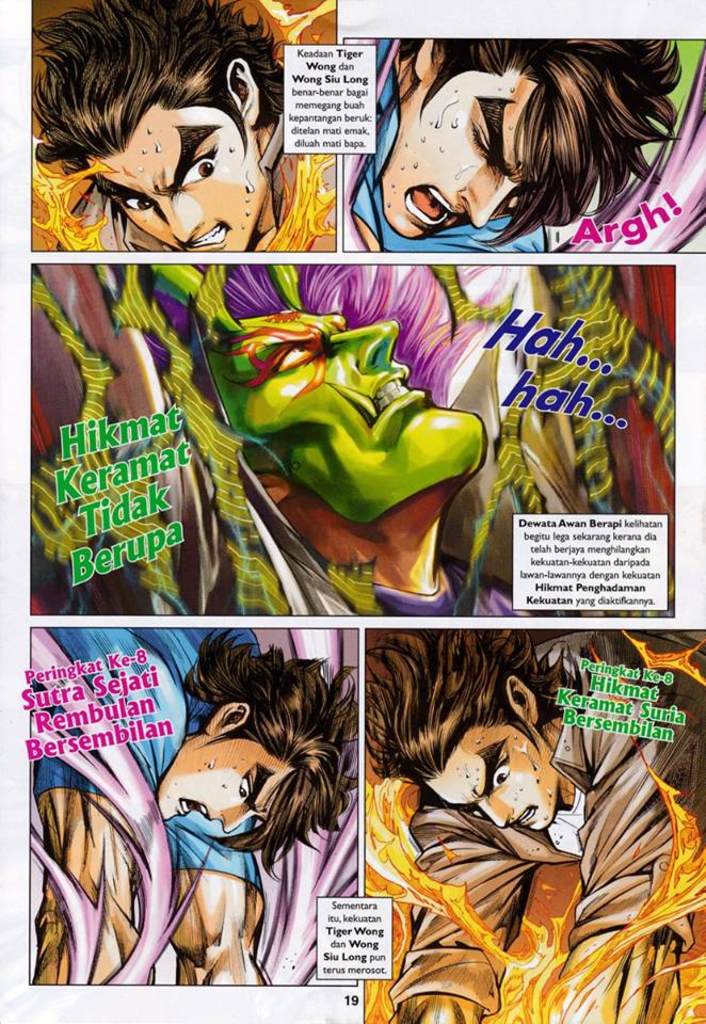 Keadaan Tiger
Wong dan
Wong Siu Long
benar-benar bagai
memegang buah
kepantangan beruk:
ditelan mati emak,
diluah mati bapa.
Argh!
Hah...
hah...
Hikmat
Keramat
Tidak
Berupa
Dewata Awan Berapi kelihatan
begitu lega sekarang kerana dia
telah berjaya menghilangkan
kekuatan-kekuatan daripada
lawan-lawannya dengan kekuatan
Hikmat Penghadaman
Kekuatan yang diaktifkannya.
Peringkat Ke-8
Sutra Sejati
Rembulan
Bersembilan
Peringkat Ke-8
Hikmat
Keramat Suria
Bersembilan
Sementara
itu, kekuatan
Tiger Wong
dan Wong
Siu Long pun
terus merosot.
19